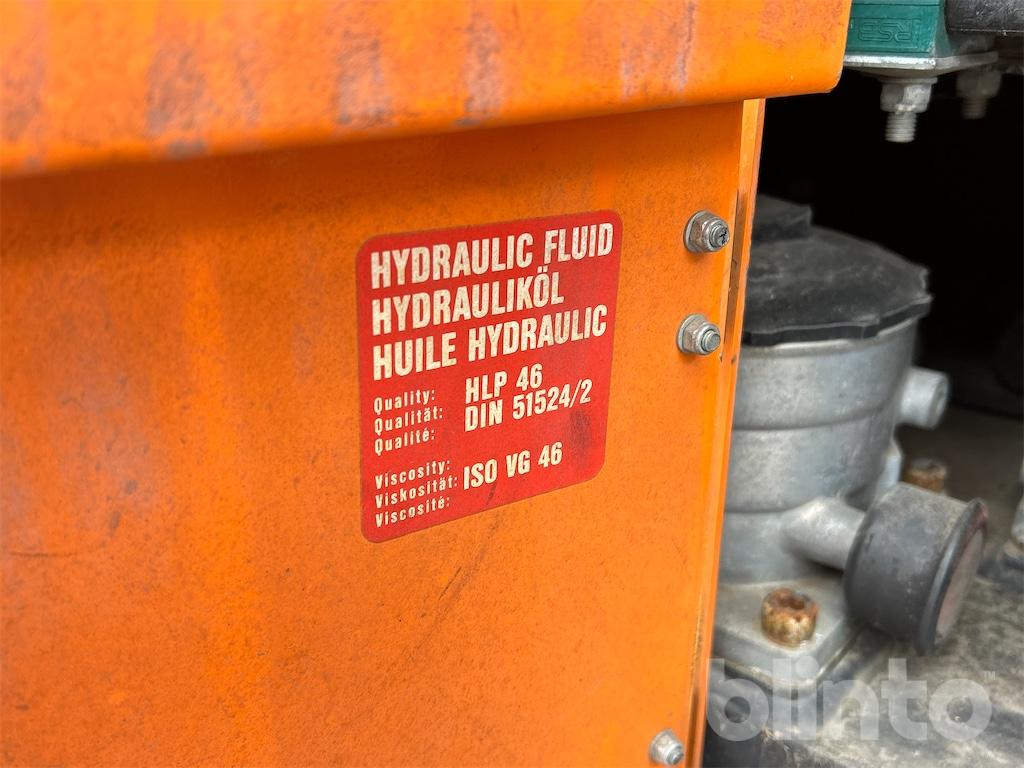 HYDRAULIC FLUID
HYDRAULIKÖL
HUILE HYDRAULIC
Quality: HLP 46
Qualität: DIN 51524/2
Qualité:
Viscosity:
Viskosität: ISO VG 46
Viscosité:
blinto™